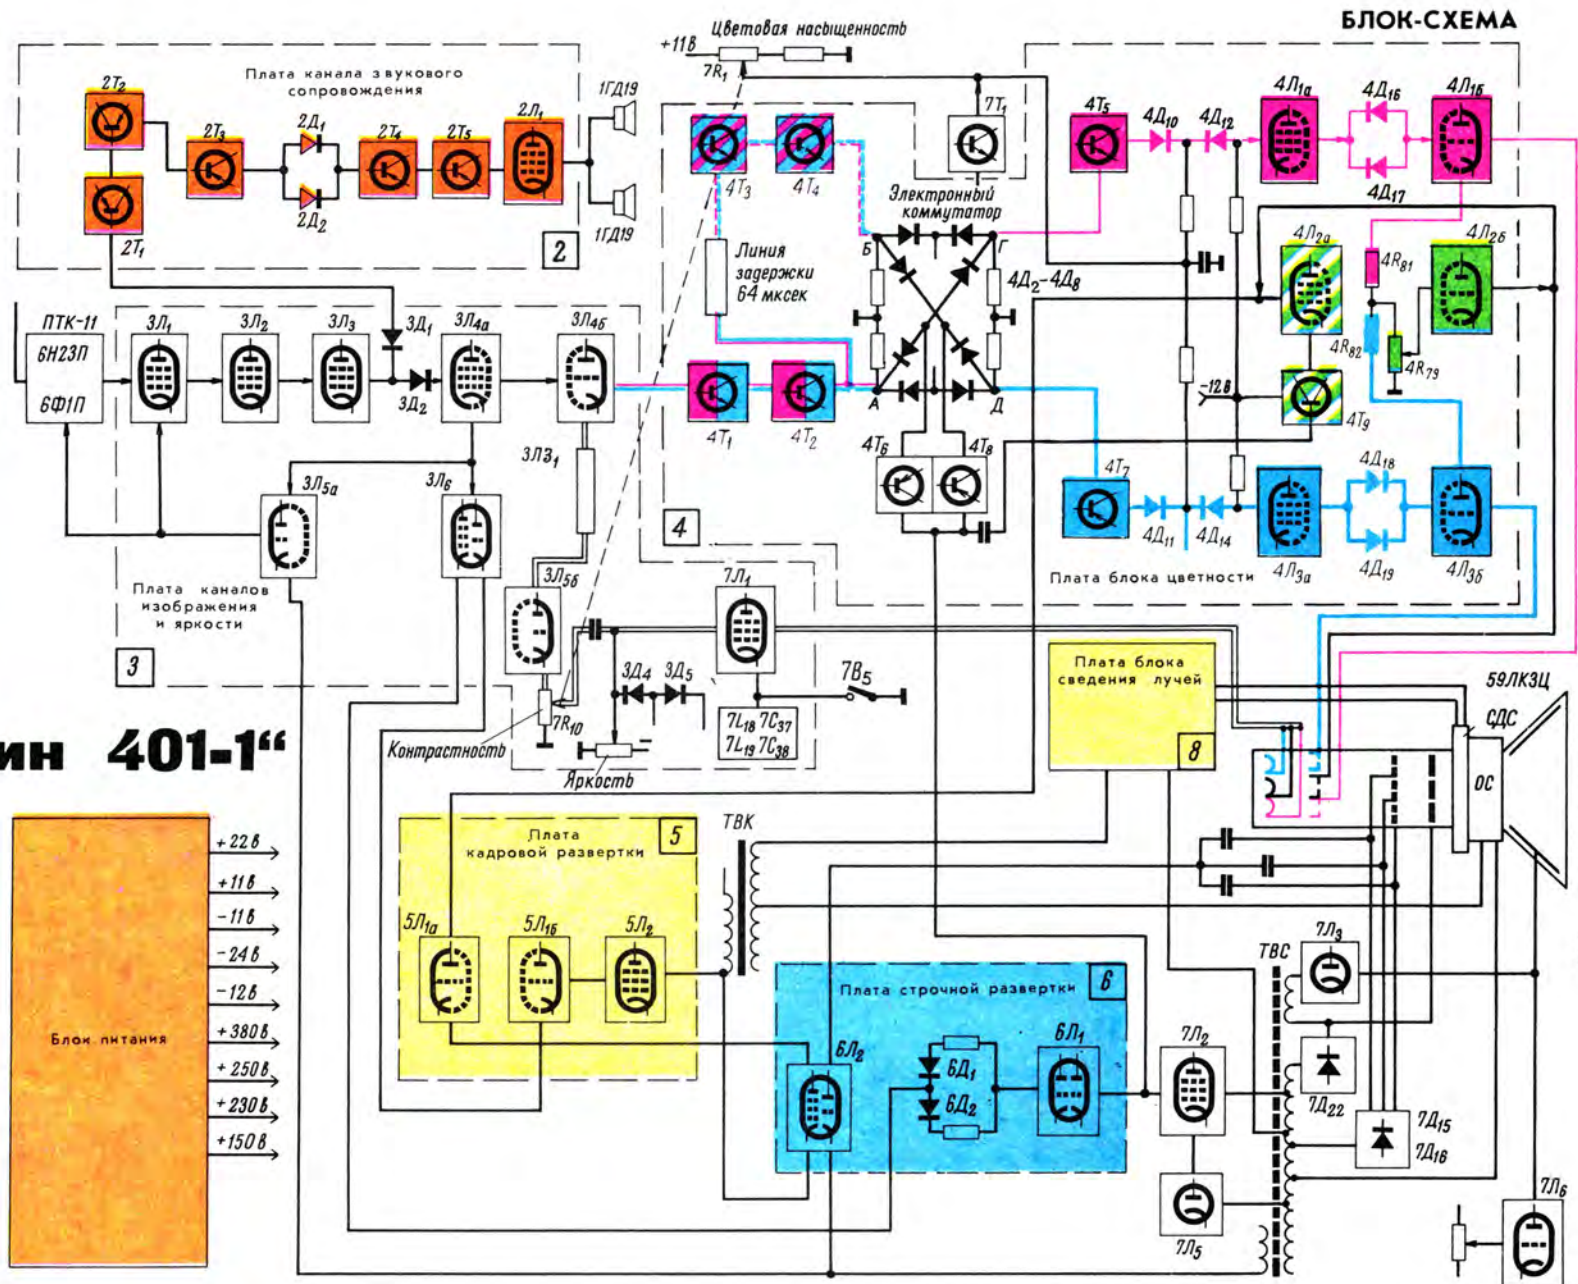 БЛОК-СХЕМА
Цветовая насыщенность
+11В
7R1
Плата канала звукового
сопровождения
2Т2
2Т3
2Д1
2Д2
2Т4
2Т5
2Л1
1ГД19
1ГД19
2Т1
2
4Т3
4Т4
7Т1
Электронный
коммутатор
Линия
задержки
64 мксек
Б
Г
А
Д
4Д2-4Д8
4Т5
4Д10
4Д12
4Л1а
4Д16
4Д17
4Л1б
4Л2а
4R81
4Л2б
4R82
4R79
-12в
4Т9
ПТК-11
6Н23П
6Ф1П
3Л1
3Л2
3Л3
3Д1
3Д2
3Л4а
3Л4б
4Т1
4Т2
4Т6
4Т8
4Т7
4Д11
4Д14
4Л3а
4Д18
4Д19
4Л3б
3ЛЗ1
3Л5а
3Л6
4
Плата блока цветности
Плата каналов
изображения
и яркости
3
3Л5б
7Л1
3Д4
3Д5
7В5
7R10
7L18 7С37
7L19 7С38
Контрастность
Яркость
Плата блока
сведения лучей
8
59ЛК3Ц
СДС
ОС
ин 401-1“
Блок питания
+22в
+11в
-11в
-24в
-12в
+380в
+250в
+230в
+150в
Плата
кадровой развертки
5
ТВК
5Л1а
5Л1б
5Л2
Плата строчной развертки
6
6Л2
6Д1
6Д2
6Л1
7Л2
7Л5
ТВС
7Л3
7Д22
7Д15
7Д16
7Л6